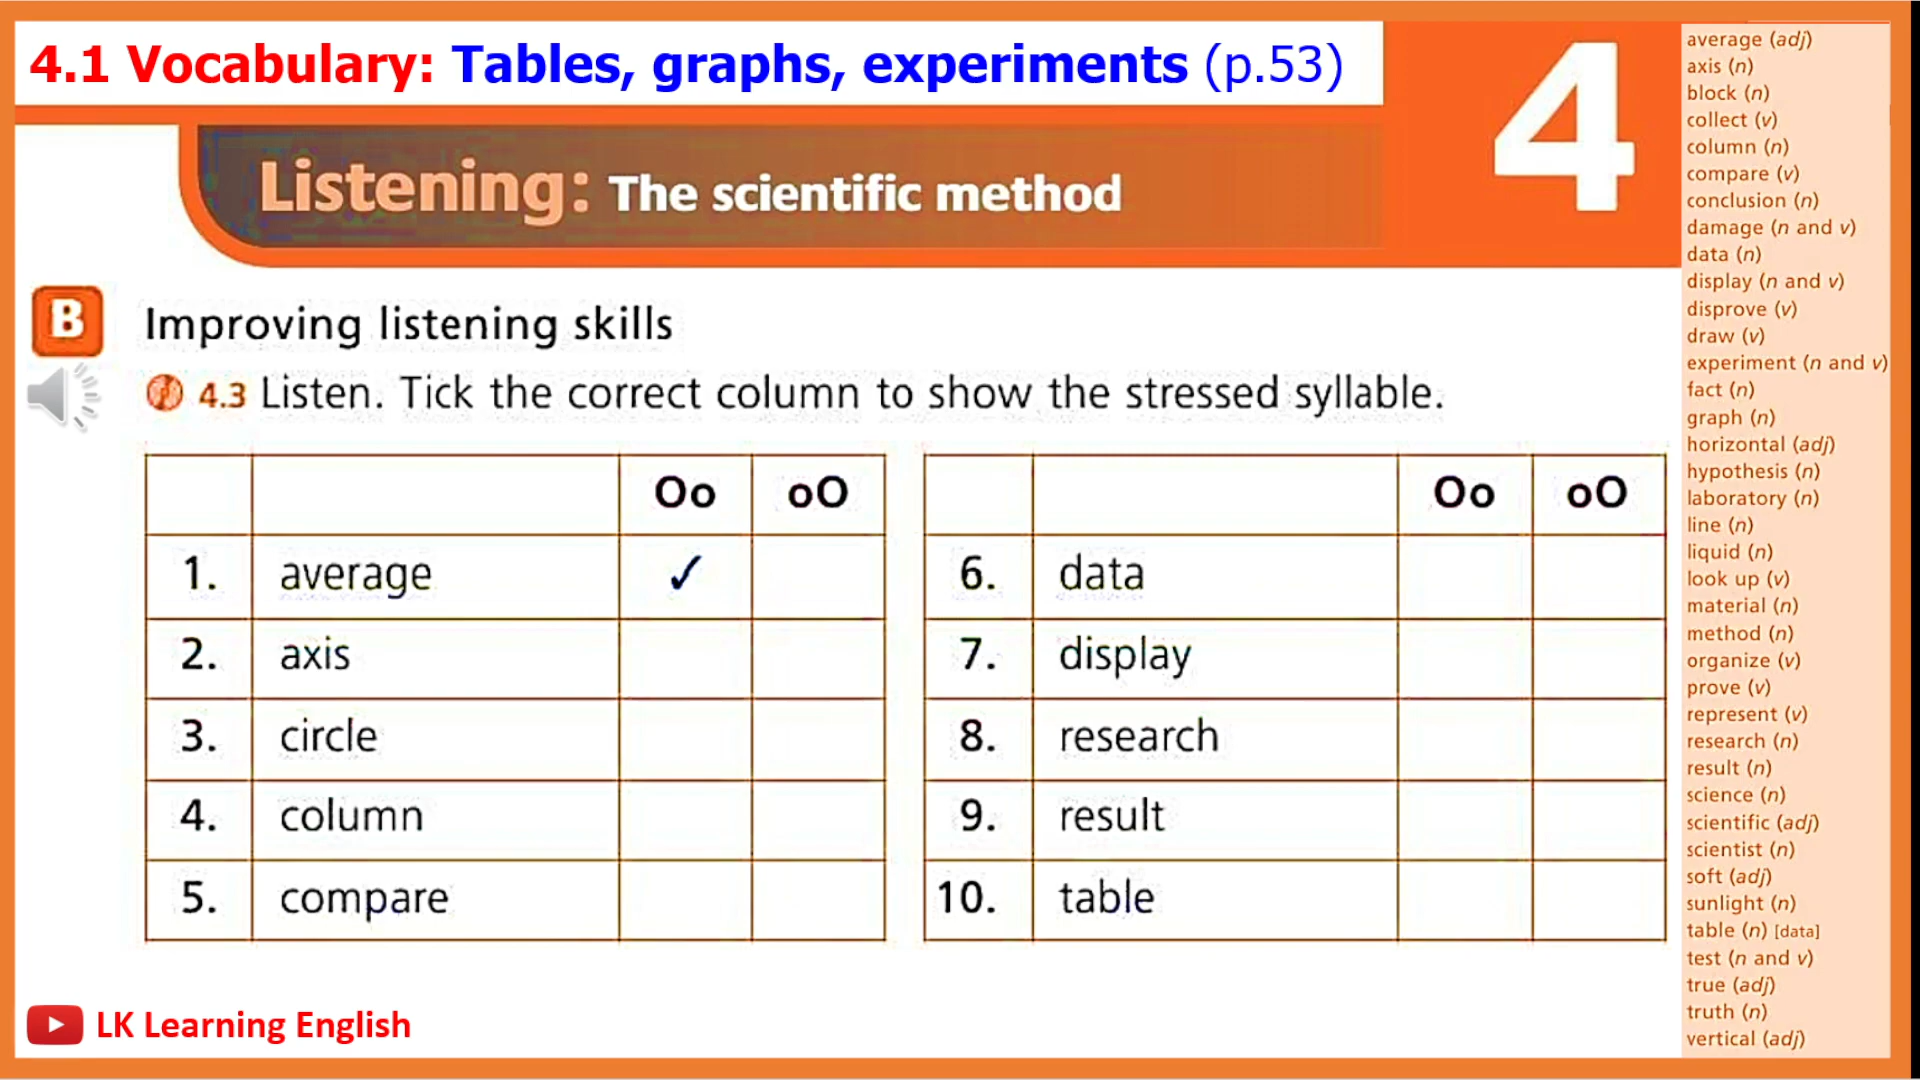 4.1 Vocabulary: Tables, graphs, experiments (p.53)
4
Listening: The scientific method
B Improving listening skills
4.3 Listen. Tick the correct column to show the stressed syllable.
Oo oO
1. average ✓
2. axis
3. circle
4. column
5. compare
Oo oO
6. data
7. display
8. research
9. result
10. table
LK Learning English
average (adj)
axis (n)
block (n)
collect (v)
column (n)
compare (v)
conclusion (n)
damage (n and v)
data (n)
display (n and v)
disprove (v)
draw (v)
experiment (n and v)
fact (n)
graph (n)
horizontal (adj)
hypothesis (n)
laboratory (n)
line (n)
liquid (n)
look up (v)
material (n)
method (n)
organize (v)
prove (v)
represent (v)
research (n)
result (n)
science (n)
scientific (adj)
scientist (n)
soft (adj)
sunlight (n)
table (n) [data]
test (n and v)
true (adj)
truth (n)
vertical (adj)